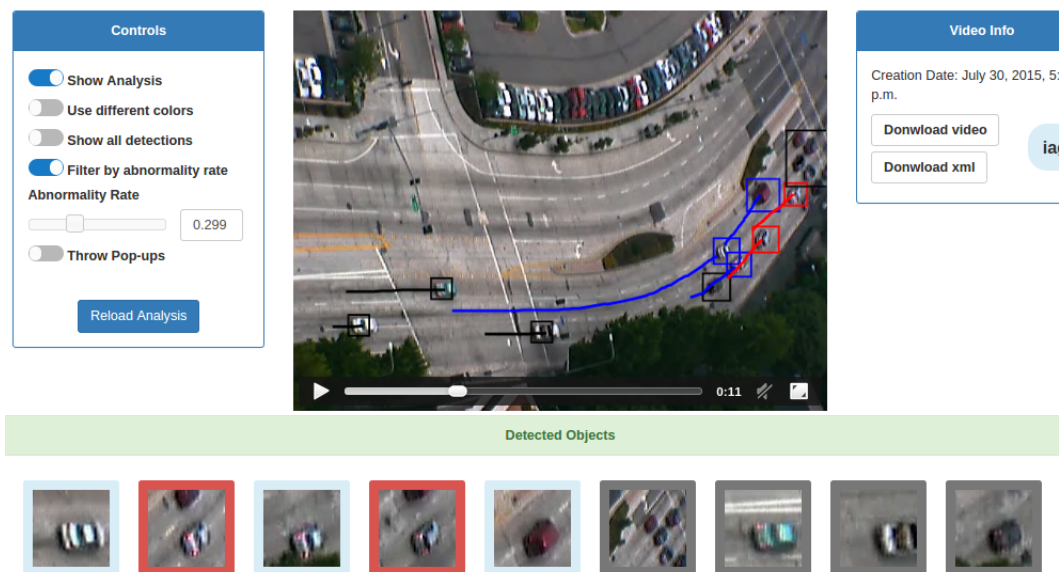 Controls
Show Analysis
Use different colors
Show all detections
Filter by abnormality rate
Abnormality Rate
0.299
Throw Pop-ups
Reload Analysis
0:11
Video Info
Creation Date: July 30, 2015, 5:
p.m.
Donwload video
Donwload xml
Detected Objects